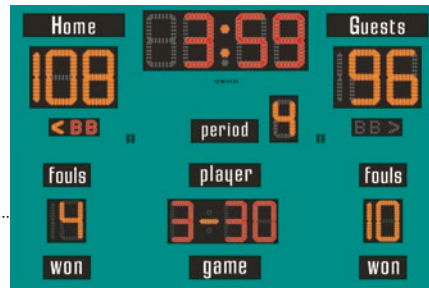 Home 3:59 Guests
108 96
<BB period 4 BB>
fouls player fouls
4 3-30 10
won game won